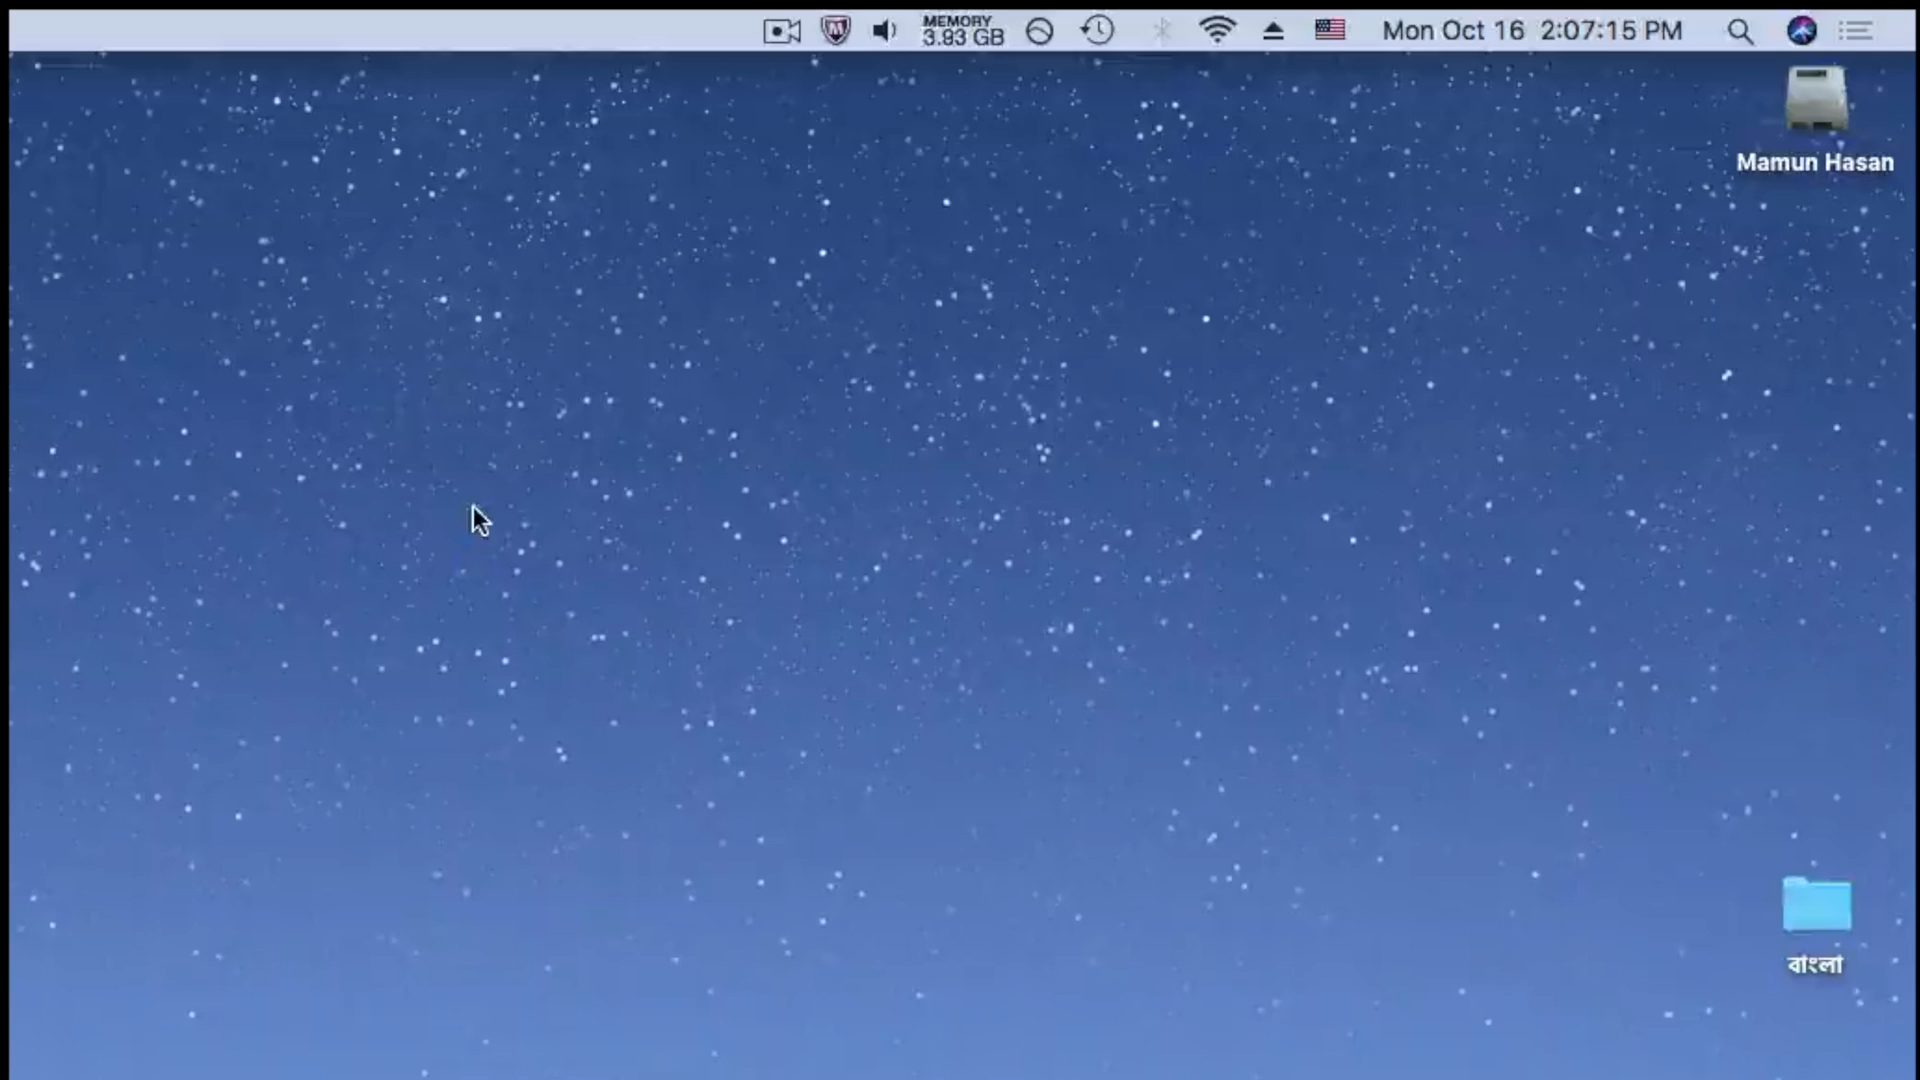 MEMORY
3.93 GB
Mon Oct 16 2:07:15 PM
Mamun Hasan
বাংলা